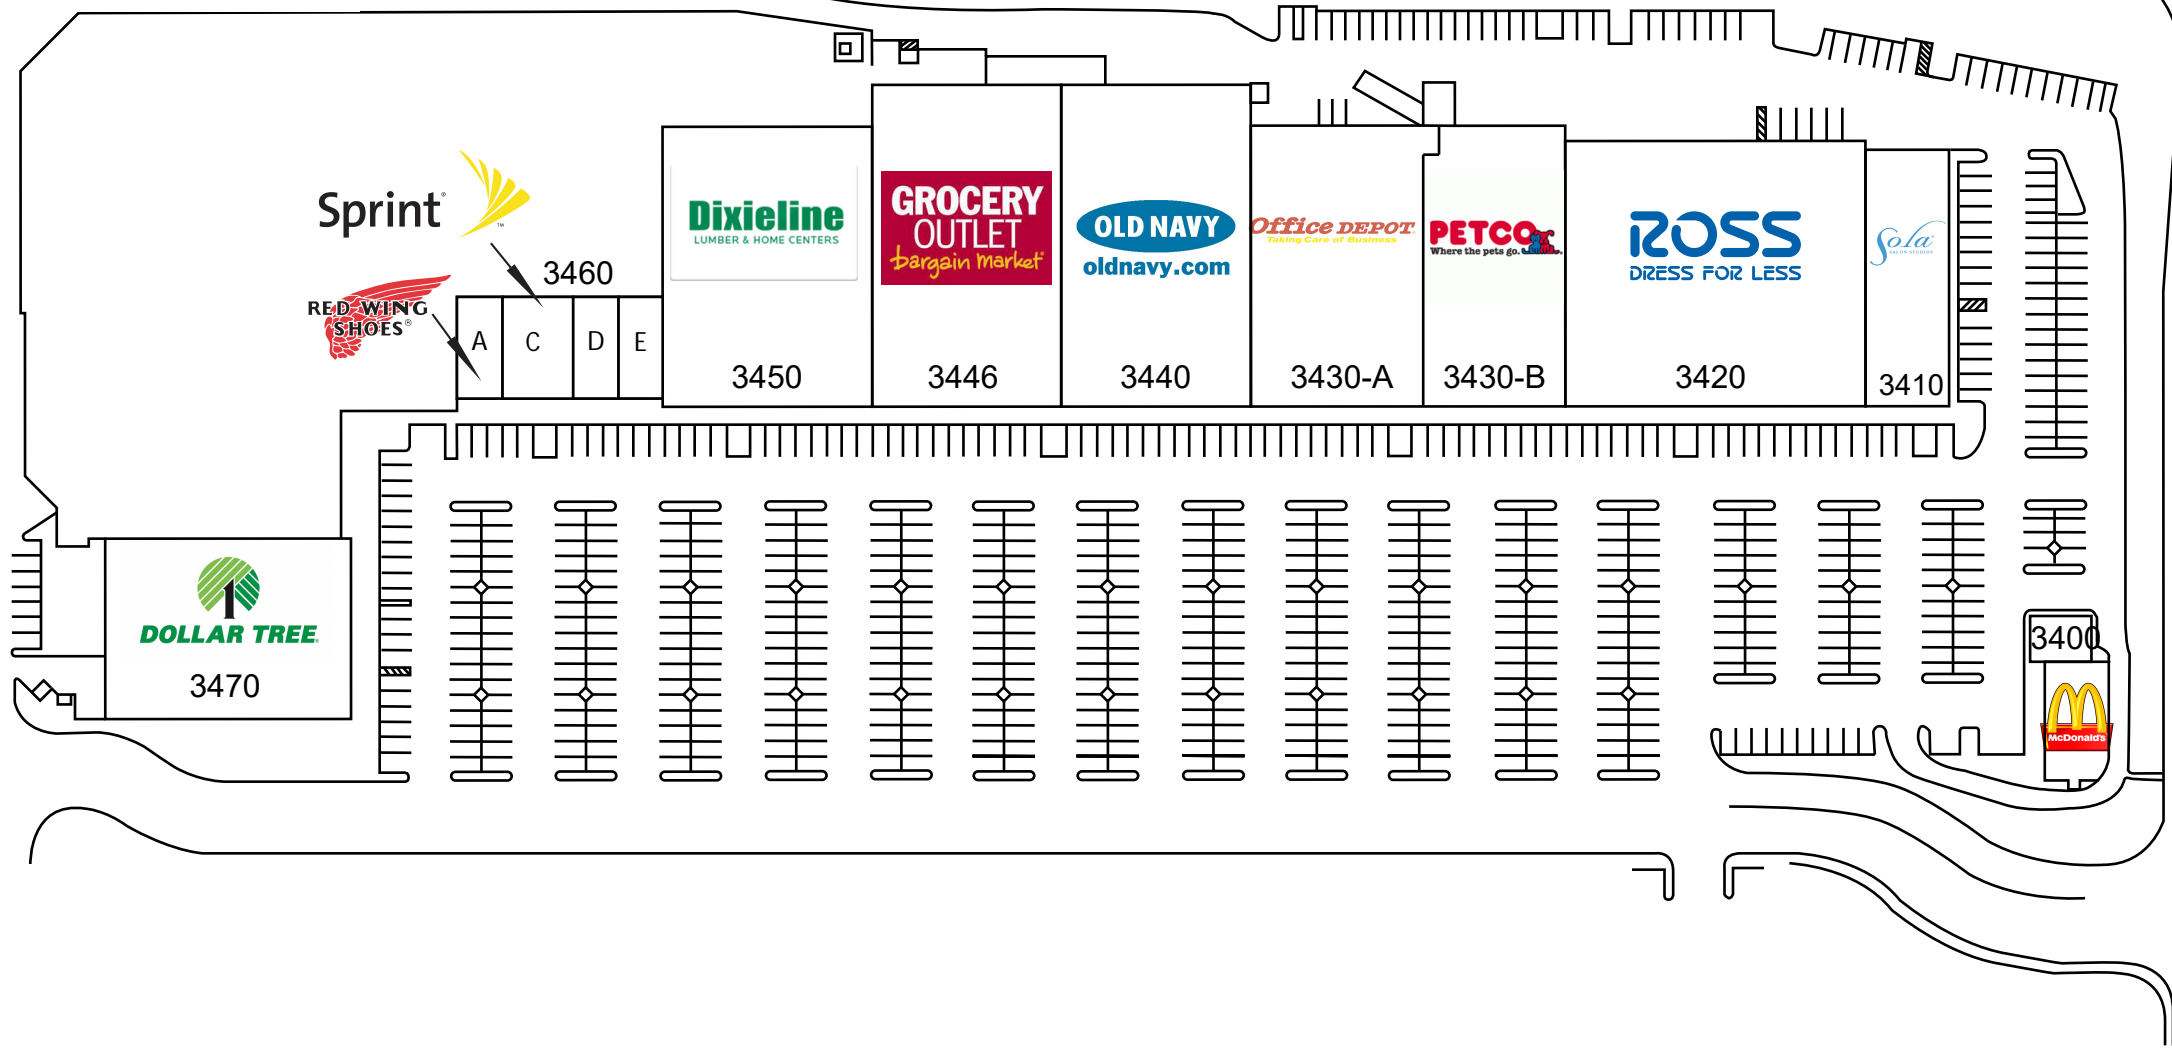 Sprint
RED WING
SHOES®
3460
A
C
D
E
Dixieline
LUMBER & HOME CENTERS
3450
GROCERY
OUTLET
bargain market
3446
OLD NAVY
oldnavy.com
3440
Office DEPOT
Taking Care of Business
3430-A
PETCO
Where the pets go.
3430-B
ROSS
DRESS FOR LESS
3420
Sola
SALON STUDIOS
3410
DOLLAR TREE
3470
3400
McDonald's